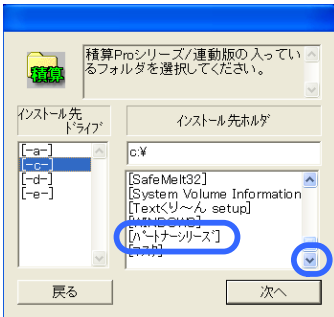 積算
積算Proシリーズ/連動版の入ってい
るフォルダを選択してください。
インストール先
ドライブ
インストール先ホルダ
[-a-]
[-c-]
[-d-]
[-e-]
c:¥
[SafeMelt32]
[System Volume Information
[Textくり～ん setup]
[WINDOWS]
[パートナーシリーズ]
[マスタ]
戻る
次へ